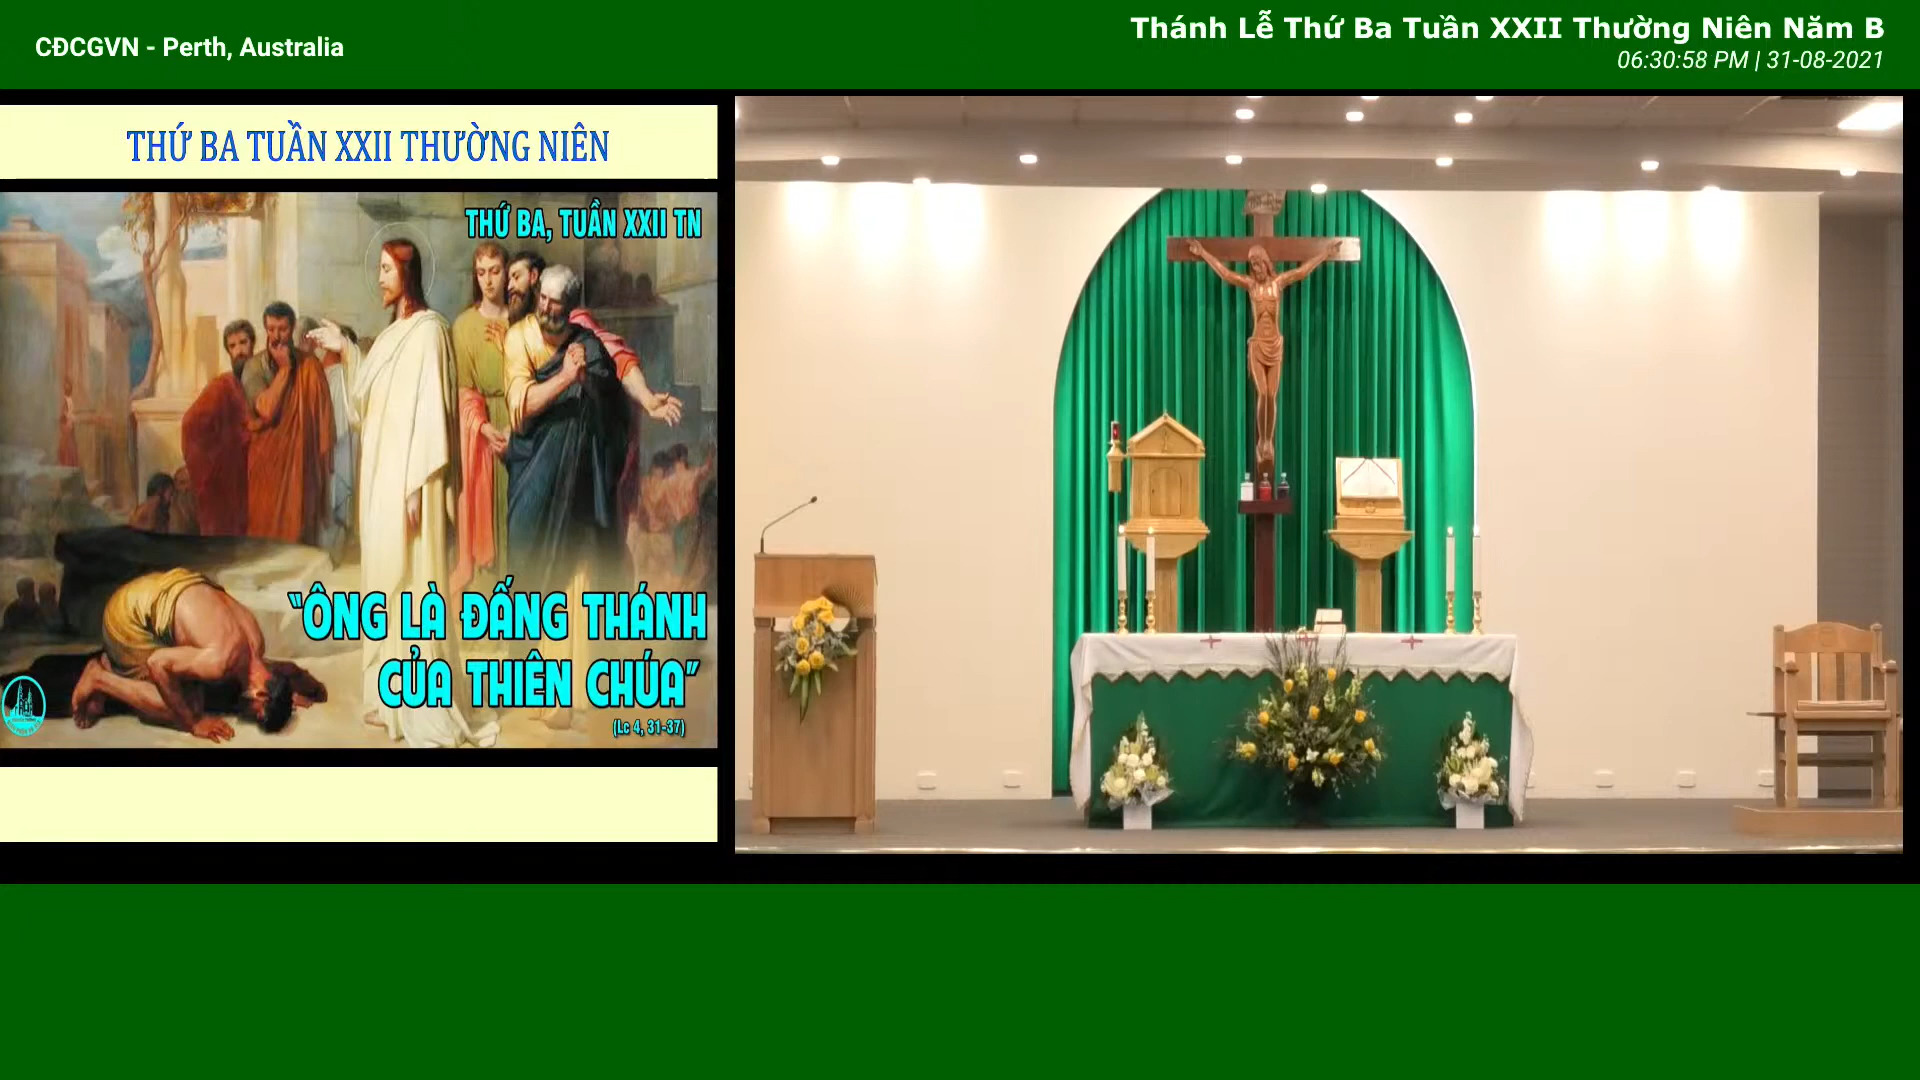 CĐCGVN - Perth, Australia
Thánh Lễ Thứ Ba Tuần XXII Thường Niên Năm B
06:30:58 PM | 31-08-2021
THỨ BA TUẦN XXII THƯỜNG NIÊN
THỨ BA, TUẦN XXII TN
“ÔNG LÀ ĐẤNG THÁNH
CỦA THIÊN CHÚA”
(Lc 4, 31-37)